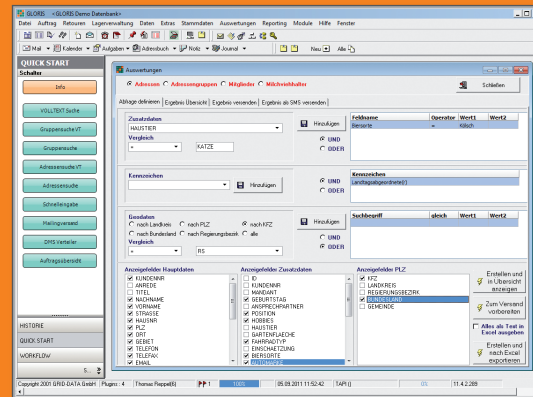 GLORIS <GLORIS Demo Datenbank>
Datei Auftrag Retouren Lagenverwaltung Daten Extras Stammdaten Auswertungen Reporting Module Hilfe Fenster
Mail Kalender Aufgaben Adressbuch Notiz Journal Neu Alle
QUICK START
Schalter
Info
VOLLTEXT Suche
Gruppensuche VT
Gruppensuche
Adressensuche VT
Adressensuche
Schnelleingabe
Mailingversand
DMS Verteiler
Auftragsübersicht
HISTORIE
QUICK START
WORKFLOW
S...
Auswertungen
Adressen Adressengruppen Mitglieder Milchviehhalter
Schließen
Abfrage definieren Ergebnis Übersicht Ergebnis versenden Ergebnis als SMS versenden
Zusatzdaten
HAUSTIER
Vergleich
= KATZE
Hinzufügen
UND
ODER
Feldname Operator Wert1 Wert2
Biersorte = Kölsch
Kennzeichen
Hinzufügen
UND
ODER
Kennzeichen
Landtagsabgeordnete(r)
Geodaten
nach Landkreis nach PLZ nach KFZ
nach Bundesland nach Regierungsbezirk alle
Vergleich
= RS
Hinzufügen
UND
ODER
Suchbegriff gleich Wert1 Wert2
Anzeigefelder Hauptdaten
KUNDENNR
ANREDE
TITEL
NACHNAME
VORNAME
STRASSE
HAUSNR
PLZ
ORT
GEBIET
TELEFON
TELEFAX
EMAIL
Anzeigefelder Zusatzdaten
ID
KUNDENNR
MANDANT
GEBURTSTAG
ANSPRECHPARTNER
POSITION
HOBBIES
HAUSTIER
GARTENFLAECHE
FAHRRADTYP
EINSCHAETZUNG
BIERSORTE
AUTOMARKE
Anzeigefelder PLZ
KFZ
LANDKREIS
REGIERUNGSBEZIRK
BUNDESLAND
GEMEINDE
Erstellen und
in Übersicht
anzeigen
Zum Versand
vorbereiten
Alles als Text in
Excel ausgeben
Erstellen und
nach Excel
exportieren
Copyright 2001 GRID-DATA GmbH Plugins : 4 Thomas Reppel(6) 1 100% 05.09.2011 11:52:42 TAPI () 0% 11.4.2.289